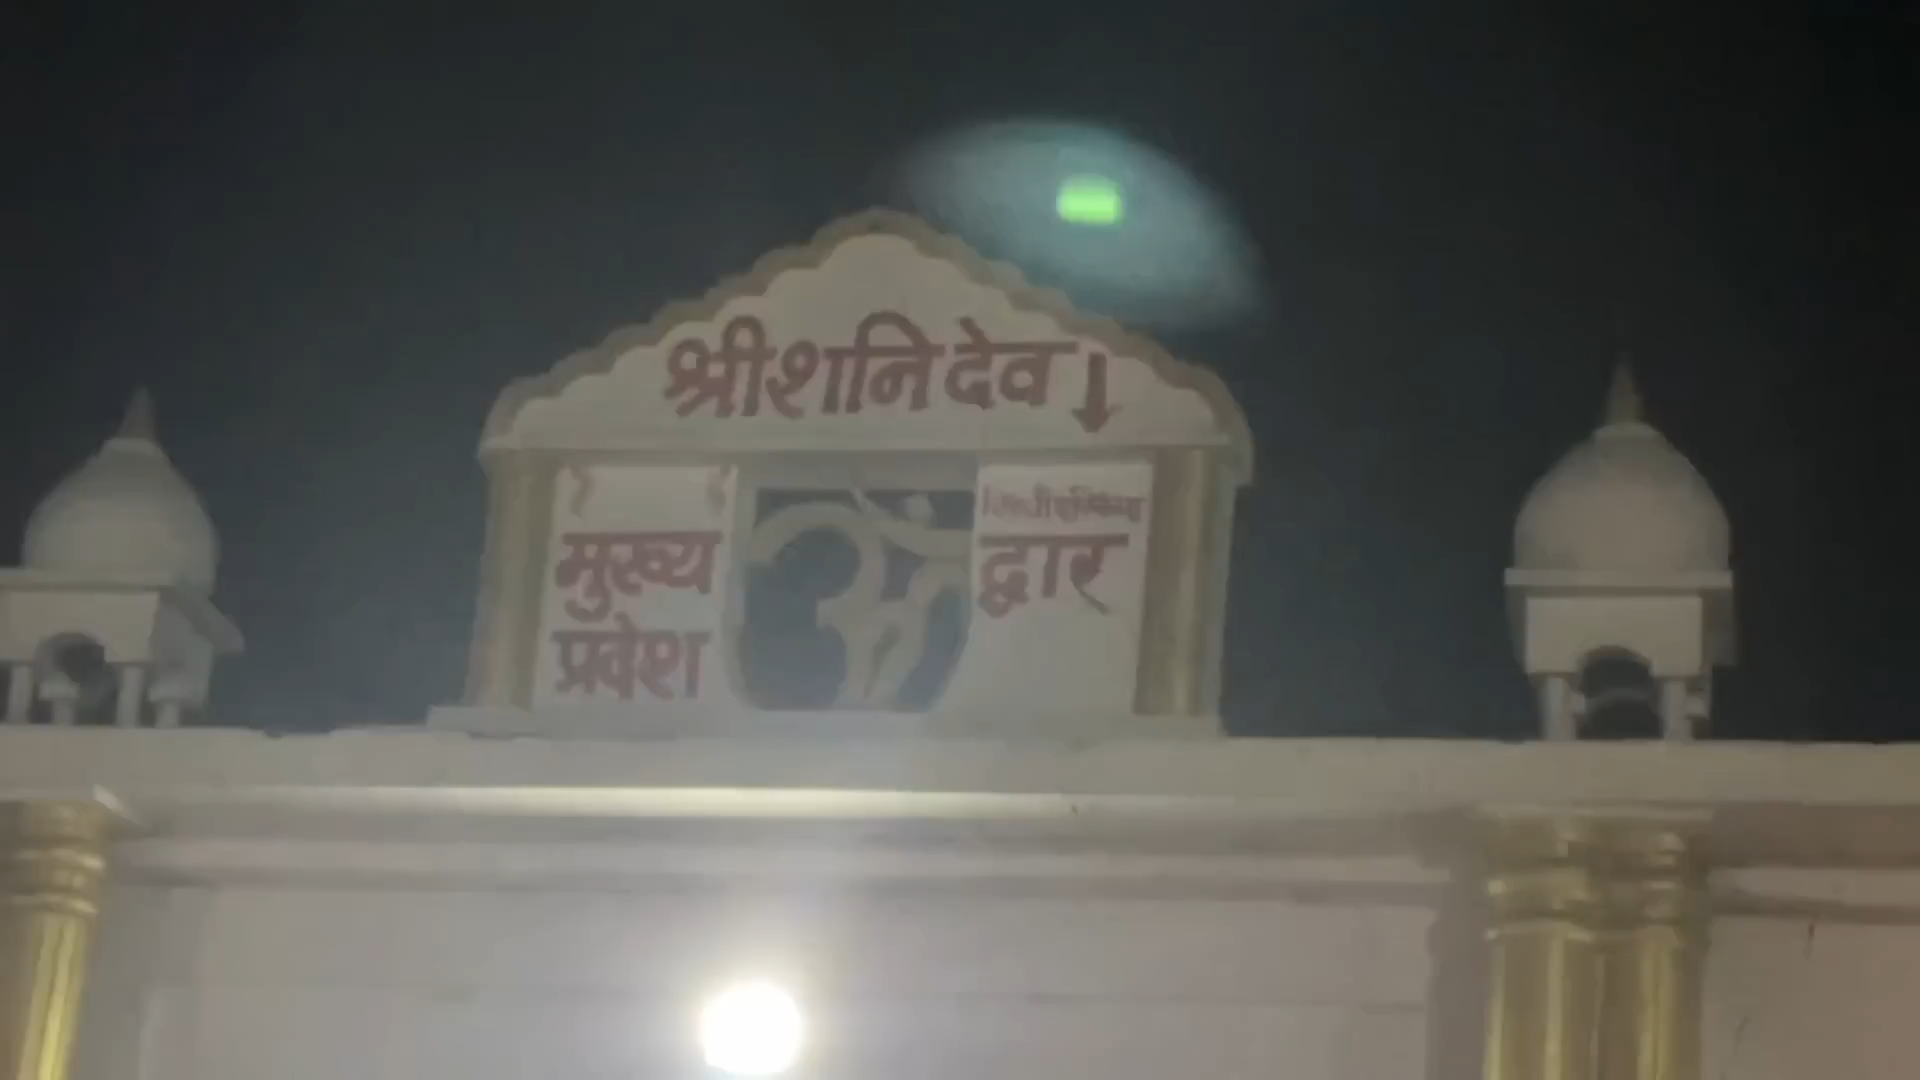 श्री शनि देव ↓
मुख्य
प्रवेश
द्वार